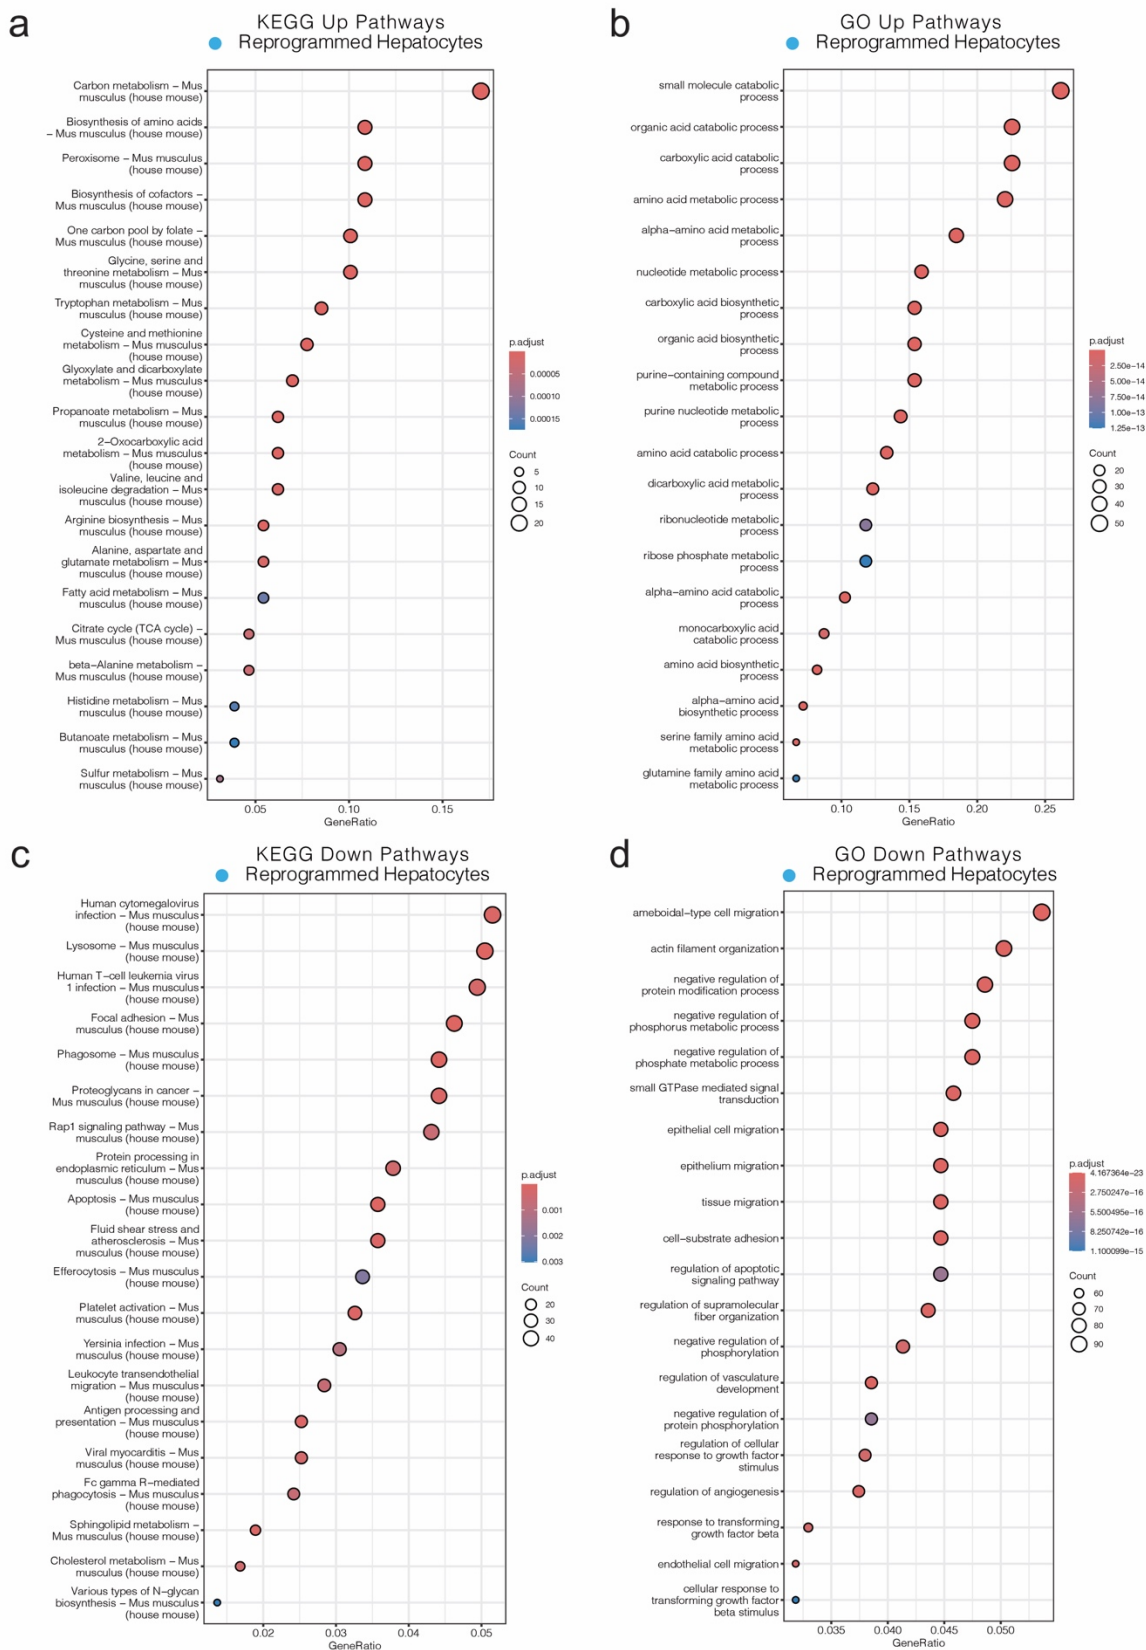 a
KEGG Up Pathways
Reprogrammed Hepatocytes
Carbon metabolism – Mus
musculus (house mouse)
Biosynthesis of amino acids
– Mus musculus (house mouse)
Peroxisome – Mus musculus
(house mouse)
Biosynthesis of cofactors –
Mus musculus (house mouse)
One carbon pool by folate –
Mus musculus (house mouse)
Glycine, serine and
threonine metabolism – Mus
musculus (house mouse)
Tryptophan metabolism – Mus
musculus (house mouse)
Cysteine and methionine
metabolism – Mus musculus
(house mouse)
Glyoxylate and dicarboxylate
metabolism – Mus musculus
(house mouse)
Propanoate metabolism – Mus
musculus (house mouse)
2–Oxocarboxylic acid
metabolism – Mus musculus
(house mouse)
Valine, leucine and
isoleucine degradation – Mus
musculus (house mouse)
Arginine biosynthesis – Mus
musculus (house mouse)
Alanine, aspartate and
glutamate metabolism – Mus
musculus (house mouse)
Fatty acid metabolism – Mus
musculus (house mouse)
Citrate cycle (TCA cycle) –
Mus musculus (house mouse)
beta–Alanine metabolism –
Mus musculus (house mouse)
Histidine metabolism – Mus
musculus (house mouse)
Butanoate metabolism – Mus
musculus (house mouse)
Sulfur metabolism – Mus
musculus (house mouse)
0.05 0.10 0.15
GeneRatio
p.adjust
0.00005
0.00010
0.00015
Count
5
10
15
20
b
GO Up Pathways
Reprogrammed Hepatocytes
small molecule catabolic
process
organic acid catabolic process
carboxylic acid catabolic
process
amino acid metabolic process
alpha–amino acid metabolic
process
nucleotide metabolic process
carboxylic acid biosynthetic
process
organic acid biosynthetic
process
purine–containing compound
metabolic process
purine nucleotide metabolic
process
amino acid catabolic process
dicarboxylic acid metabolic
process
ribonucleotide metabolic
process
ribose phosphate metabolic
process
alpha–amino acid catabolic
process
monocarboxylic acid
catabolic process
amino acid biosynthetic
process
alpha–amino acid
biosynthetic process
serine family amino acid
metabolic process
glutamine family amino acid
metabolic process
0.10 0.15 0.20 0.25
GeneRatio
p.adjust
2.50e–14
5.00e–14
7.50e–14
1.00e–13
1.25e–13
Count
20
30
40
50
c
KEGG Down Pathways
Reprogrammed Hepatocytes
Human cytomegalovirus
infection – Mus musculus
(house mouse)
Lysosome – Mus musculus
(house mouse)
Human T–cell leukemia virus
1 infection – Mus musculus
(house mouse)
Focal adhesion – Mus
musculus (house mouse)
Phagosome – Mus musculus
(house mouse)
Proteoglycans in cancer –
Mus musculus (house mouse)
Rap1 signaling pathway – Mus
musculus (house mouse)
Protein processing in
endoplasmic reticulum – Mus
musculus (house mouse)
Apoptosis – Mus musculus
(house mouse)
Fluid shear stress and
atherosclerosis – Mus
musculus (house mouse)
Efferocytosis – Mus musculus
(house mouse)
Platelet activation – Mus
musculus (house mouse)
Yersinia infection – Mus
musculus (house mouse)
Leukocyte transendothelial
migration – Mus musculus
(house mouse)
Antigen processing and
presentation – Mus musculus
(house mouse)
Viral myocarditis – Mus
musculus (house mouse)
Fc gamma R–mediated
phagocytosis – Mus musculus
(house mouse)
Sphingolipid metabolism –
Mus musculus (house mouse)
Cholesterol metabolism – Mus
musculus (house mouse)
Various types of N–glycan
biosynthesis – Mus musculus
(house mouse)
0.02 0.03 0.04 0.05
GeneRatio
p.adjust
0.001
0.002
0.003
Count
20
30
40
d
GO Down Pathways
Reprogrammed Hepatocytes
ameboidal–type cell migration
actin filament organization
negative regulation of
protein modification process
negative regulation of
phosphorus metabolic process
negative regulation of
phosphate metabolic process
small GTPase mediated signal
transduction
epithelial cell migration
epithelium migration
tissue migration
cell–substrate adhesion
regulation of apoptotic
signaling pathway
regulation of supramolecular
fiber organization
negative regulation of
phosphorylation
regulation of vasculature
development
negative regulation of
protein phosphorylation
regulation of cellular
response to growth factor
stimulus
regulation of angiogenesis
response to transforming
growth factor beta
endothelial cell migration
cellular response to
transforming growth factor
beta stimulus
0.035 0.040 0.045 0.050
GeneRatio
p.adjust
4.167364e–23
2.750247e–16
5.500495e–16
8.250742e–16
1.100099e–15
Count
60
70
80
90